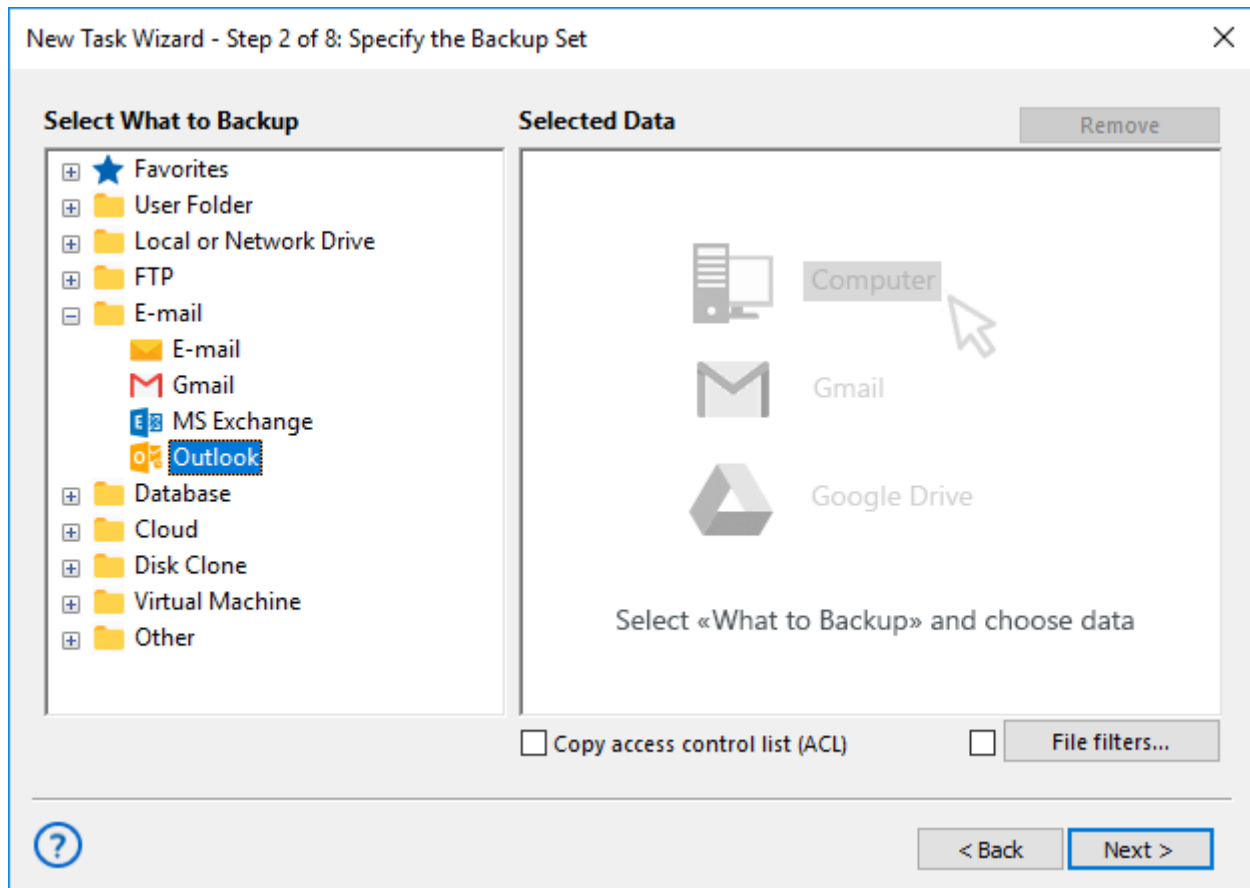 New Task Wizard - Step 2 of 8: Specify the Backup Set
Select What to Backup
Favorites
User Folder
Local or Network Drive
FTP
E-mail
E-mail
Gmail
MS Exchange
Outlook
Database
Cloud
Disk Clone
Virtual Machine
Other
Selected Data
Remove
Computer
Gmail
Google Drive
Select «What to Backup» and choose data
Copy access control list (ACL)
File filters...
?
< Back
Next >